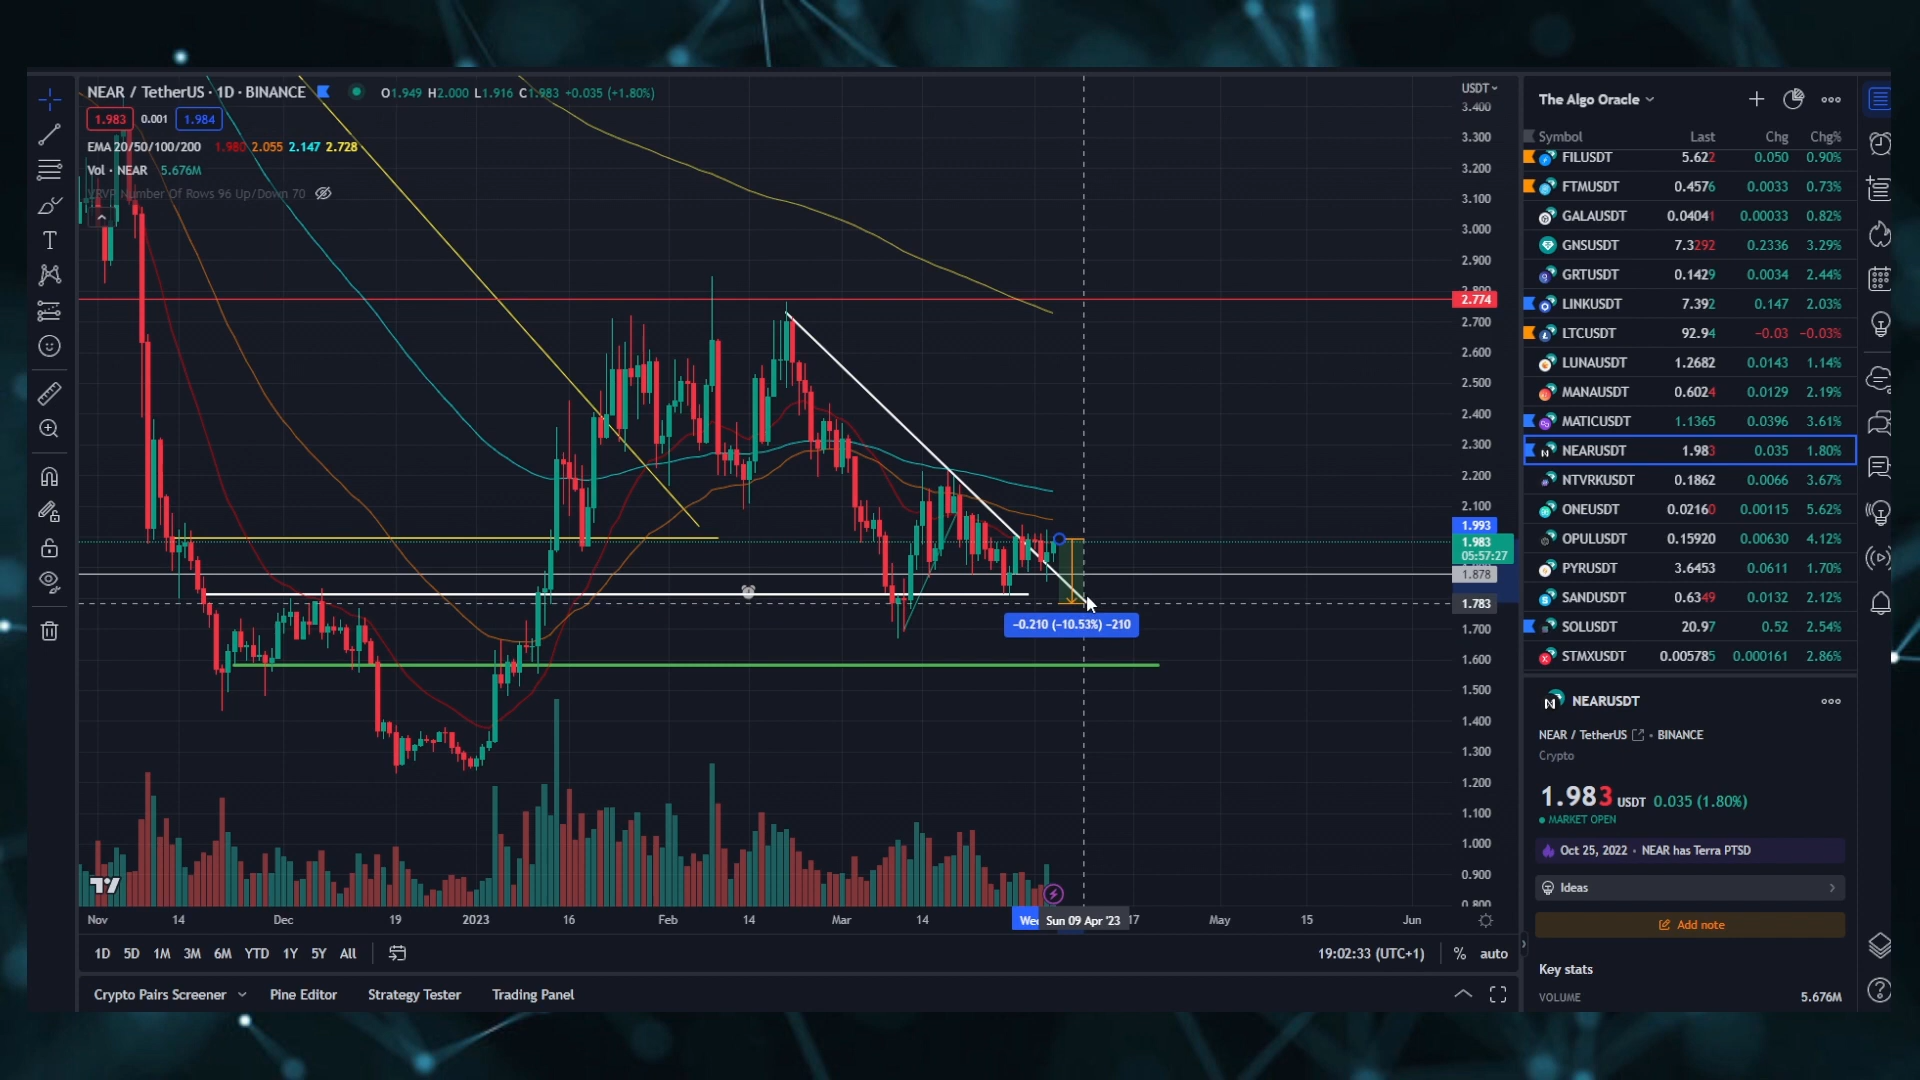 NEAR / TetherUS · 1D · BINANCE O1.949 H2.000 L1.916 C1.983 +0.035 (+1.80%)
1.983 0.001 1.984
EMA 20/50/100/200 1.980 2.055 2.147 2.728
Vol · NEAR 5.676M
VRVP Number Of Rows 96 Up/Down 70
USDT
3.400
3.300
3.200
3.100
3.000
2.900
2.800
2.774
2.700
2.600
2.500
2.400
2.300
2.200
2.100
1.993
1.983
05:57:27
1.878
1.783
1.700
1.600
1.500
1.400
1.300
1.200
1.100
1.000
0.900
0.800
−0.210 (−10.53%) −210
Nov 14 Dec 19 2023 16 Feb 14 Mar 14 Wed Sun 09 Apr '23 17 May 15 Jun
1D 5D 1M 3M 6M YTD 1Y 5Y All 19:02:33 (UTC+1) % auto
Crypto Pairs Screener Pine Editor Strategy Tester Trading Panel
The Algo Oracle
Symbol Last Chg Chg%
FILUSDT 5.622 0.050 0.90%
FTMUSDT 0.4576 0.0033 0.73%
GALAUSDT 0.04041 0.00033 0.82%
GNSUSDT 7.3292 0.2336 3.29%
GRTUSDT 0.1429 0.0034 2.44%
LINKUSDT 7.392 0.147 2.03%
LTCUSDT 92.94 −0.03 −0.03%
LUNAUSDT 1.2682 0.0143 1.14%
MANAUSDT 0.6024 0.0129 2.19%
MATICUSDT 1.1365 0.0396 3.61%
NEARUSDT 1.983 0.035 1.80%
NTVRKUSDT 0.1862 0.0066 3.67%
ONEUSDT 0.02160 0.00115 5.62%
OPULUSDT 0.15920 0.00630 4.12%
PYRUSDT 3.6453 0.0611 1.70%
SANDUSDT 0.6349 0.0132 2.12%
SOLUSDT 20.97 0.52 2.54%
STMXUSDT 0.005785 0.000161 2.86%
NEARUSDT
NEAR / TetherUS • BINANCE
Crypto
1.983 USDT 0.035 (1.80%)
MARKET OPEN
Oct 25, 2022 · NEAR has Terra PTSD
Ideas
Add note
Key stats
VOLUME 5.676M